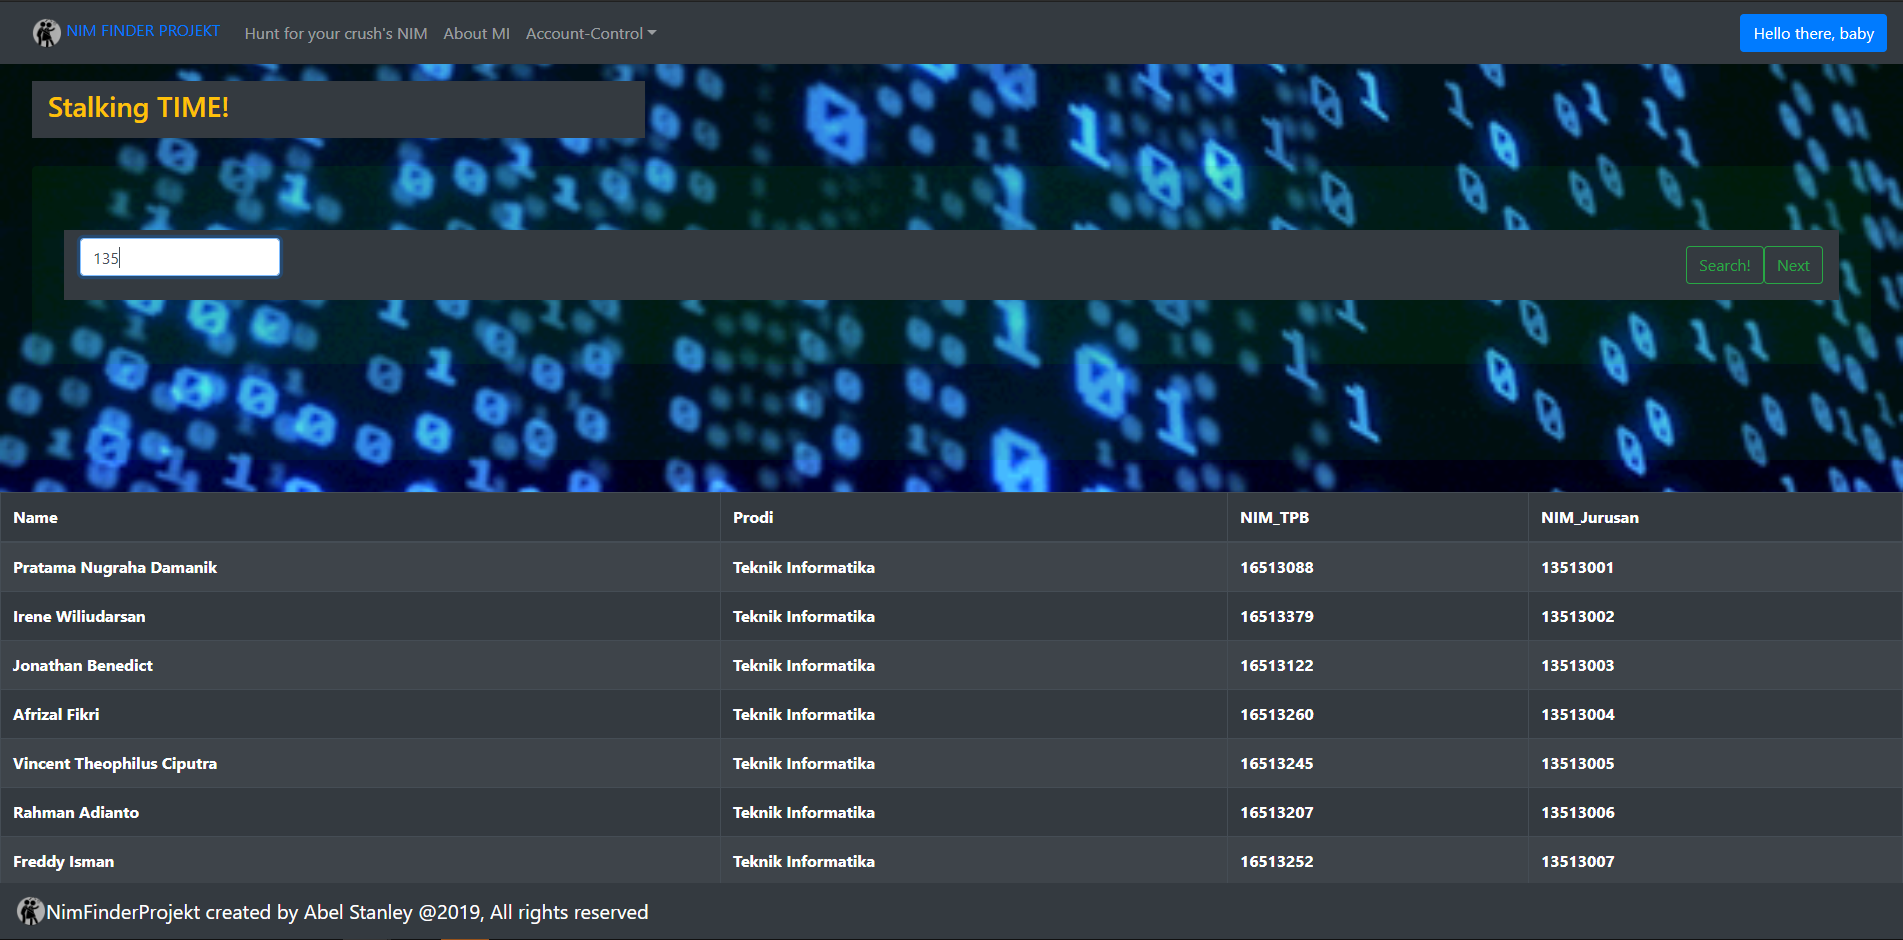 NIM FINDER PROJEKT Hunt for your crush's NIM About MI Account-Control Hello there, baby
Stalking TIME!
135 Search! Next
Name Prodi NIM_TPB NIM_Jurusan
Pratama Nugraha Damanik Teknik Informatika 16513088 13513001
Irene Wiliudarsan Teknik Informatika 16513379 13513002
Jonathan Benedict Teknik Informatika 16513122 13513003
Afrizal Fikri Teknik Informatika 16513260 13513004
Vincent Theophilus Ciputra Teknik Informatika 16513245 13513005
Rahman Adianto Teknik Informatika 16513207 13513006
Freddy Isman Teknik Informatika 16513252 13513007
NimFinderProjekt created by Abel Stanley @2019, All rights reserved